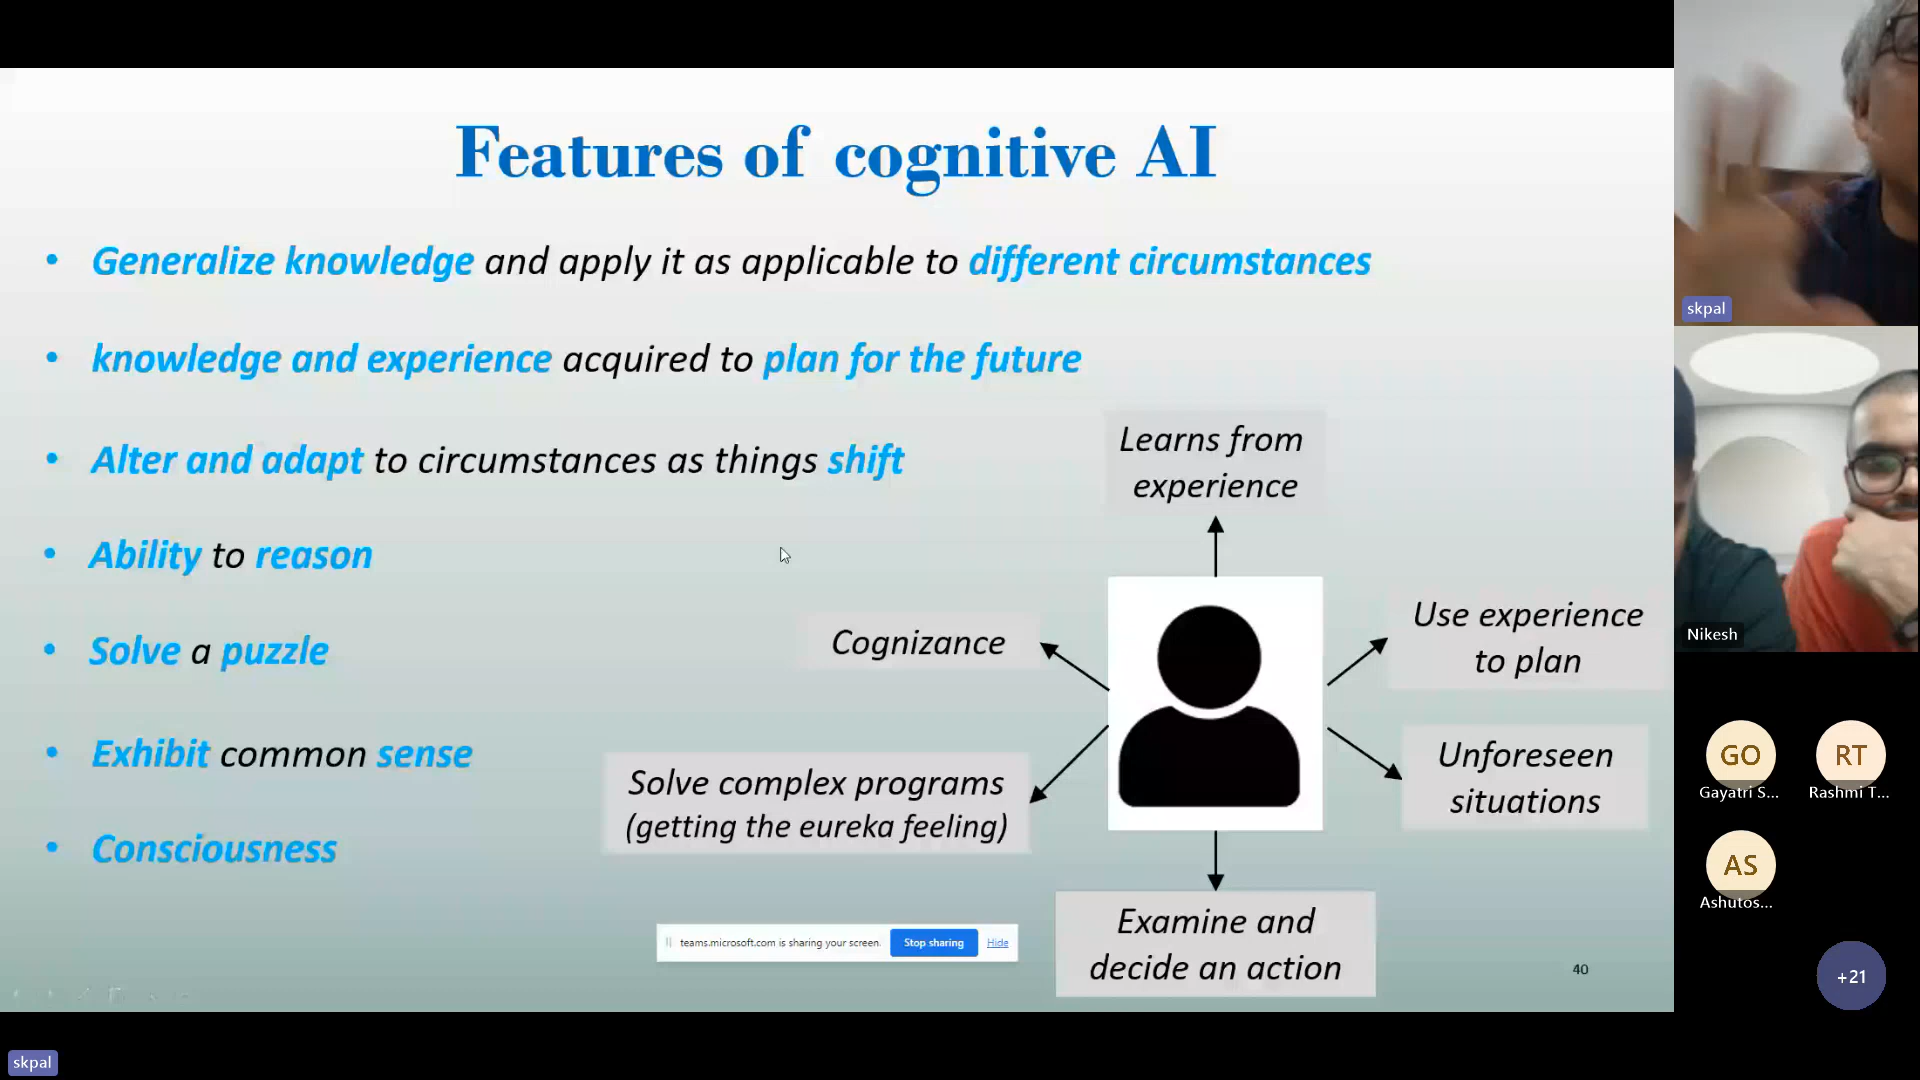 Features of cognitive AI
• Generalize knowledge and apply it as applicable to different circumstances
• knowledge and experience acquired to plan for the future
• Alter and adapt to circumstances as things shift
• Ability to reason
• Solve a puzzle
• Exhibit common sense
• Consciousness
Learns from
experience
Cognizance
Use experience
to plan
Solve complex programs
(getting the eureka feeling)
Unforeseen
situations
Examine and
decide an action
teams.microsoft.com is sharing your screen.
Stop sharing
Hide
40
skpal
skpal
Nikesh
GO
Gayatri S...
RT
Rashmi T...
AS
Ashutos...
+21